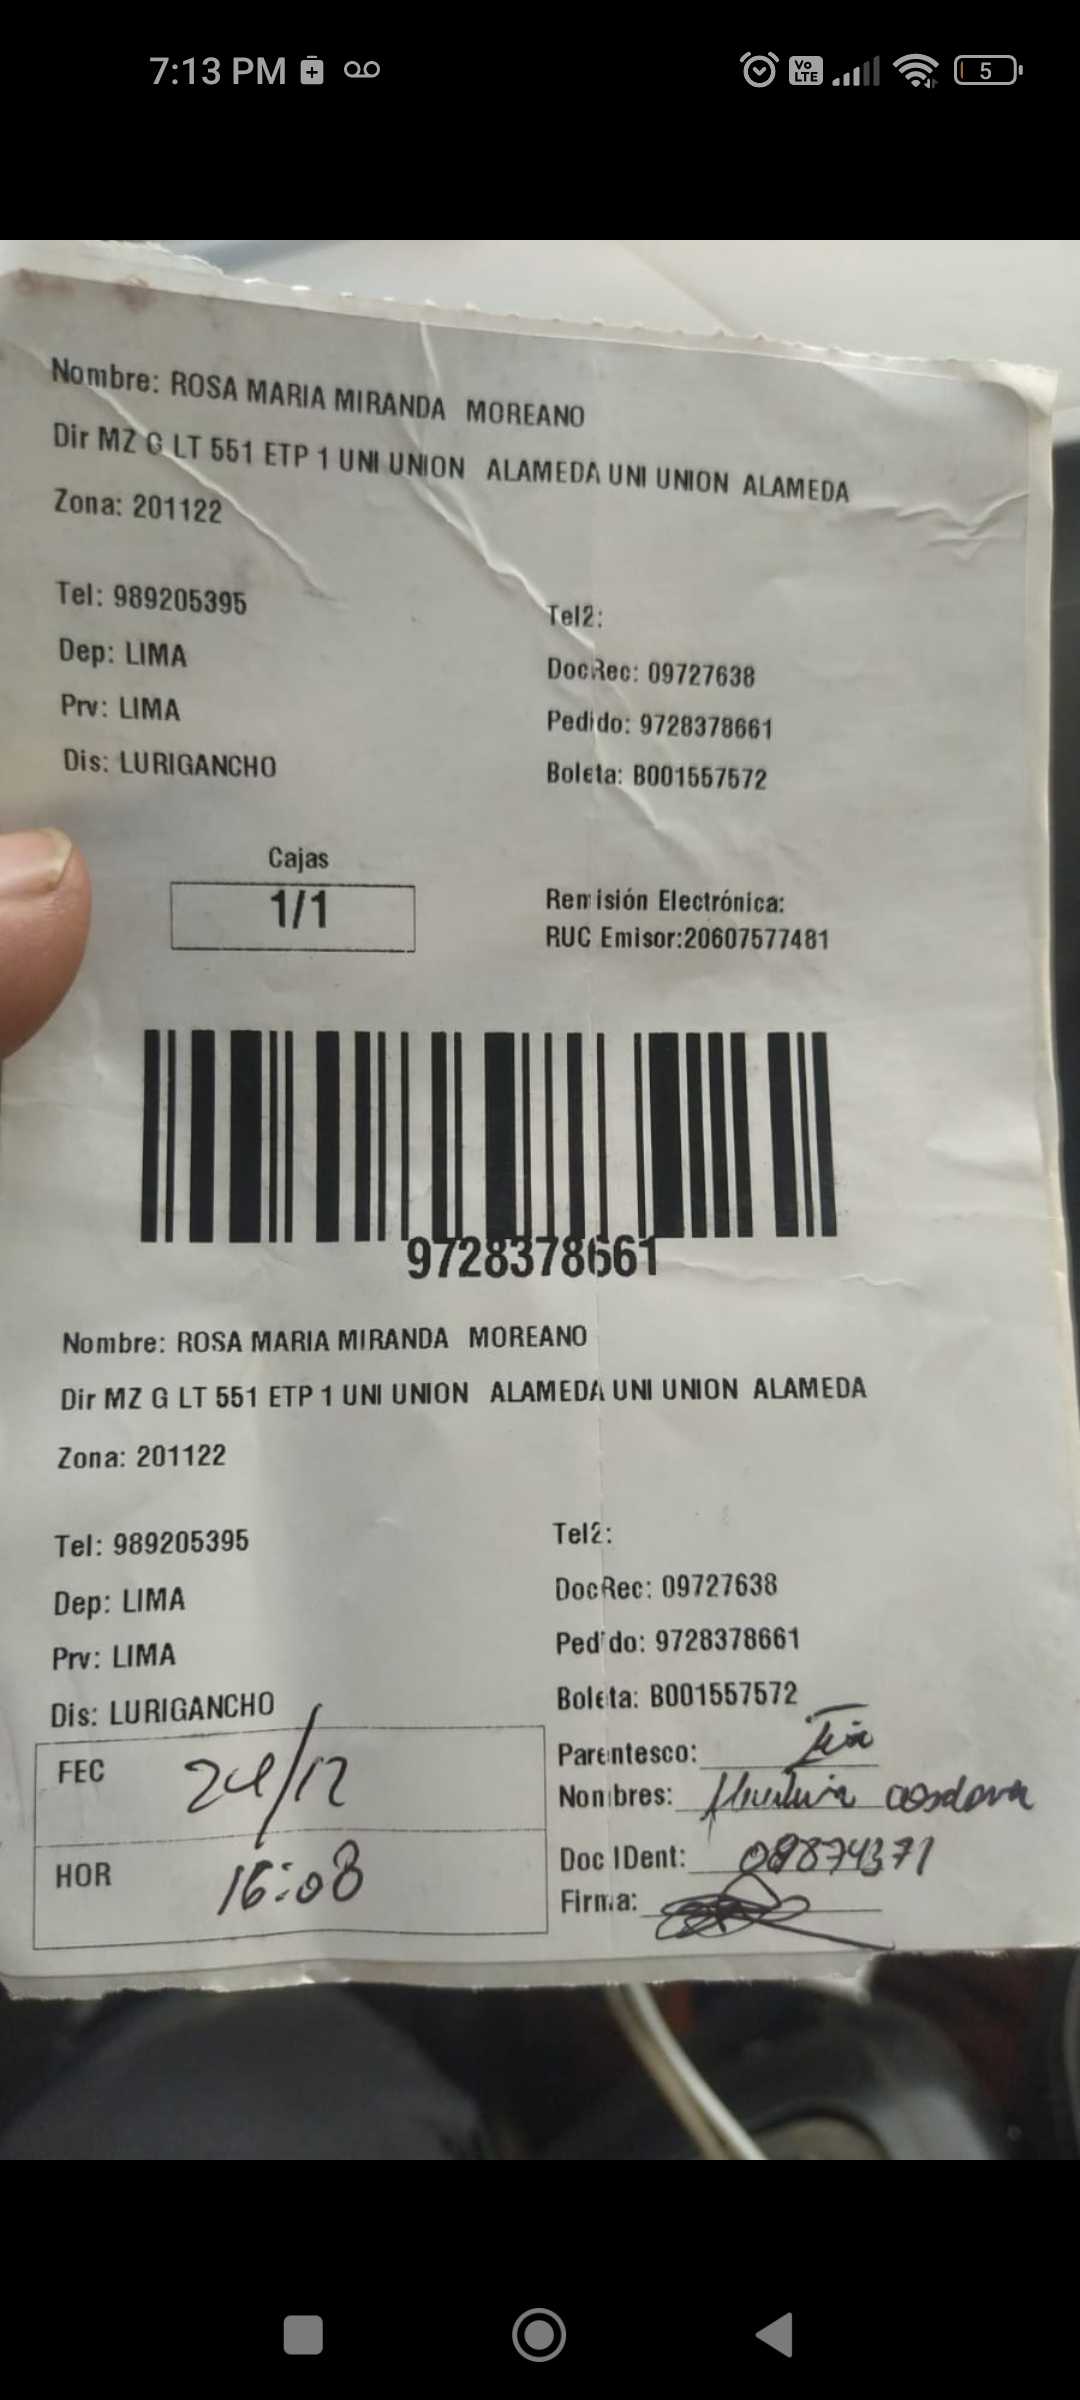 7:13 PM
Vo LTE
5
Nombre: ROSA MARIA MIRANDA MOREANO
Dir MZ G LT 551 ETP 1 UNI UNION ALAMEDA UNI UNION ALAMEDA
Zona: 201122
Tel: 989205395
Tel2:
Dep: LIMA
DocRec: 09727638
Prv: LIMA
Pedido: 9728378661
Dis: LURIGANCHO
Boleta: B001557572
Cajas
1/1
Remisión Electrónica:
RUC Emisor:20607577481
9728378661
Nombre: ROSA MARIA MIRANDA MOREANO
Dir MZ G LT 551 ETP 1 UNI UNION ALAMEDA UNI UNION ALAMEDA
Zona: 201122
Tel: 989205395
Tel2:
Dep: LIMA
DocRec: 09727638
Prv: LIMA
Pedido: 9728378661
Dis: LURIGANCHO
Boleta: B001557572
FEC 24/12
Parentesco:
Nombres:
HOR 16:08
Doc IDent: 09874371
Firma: